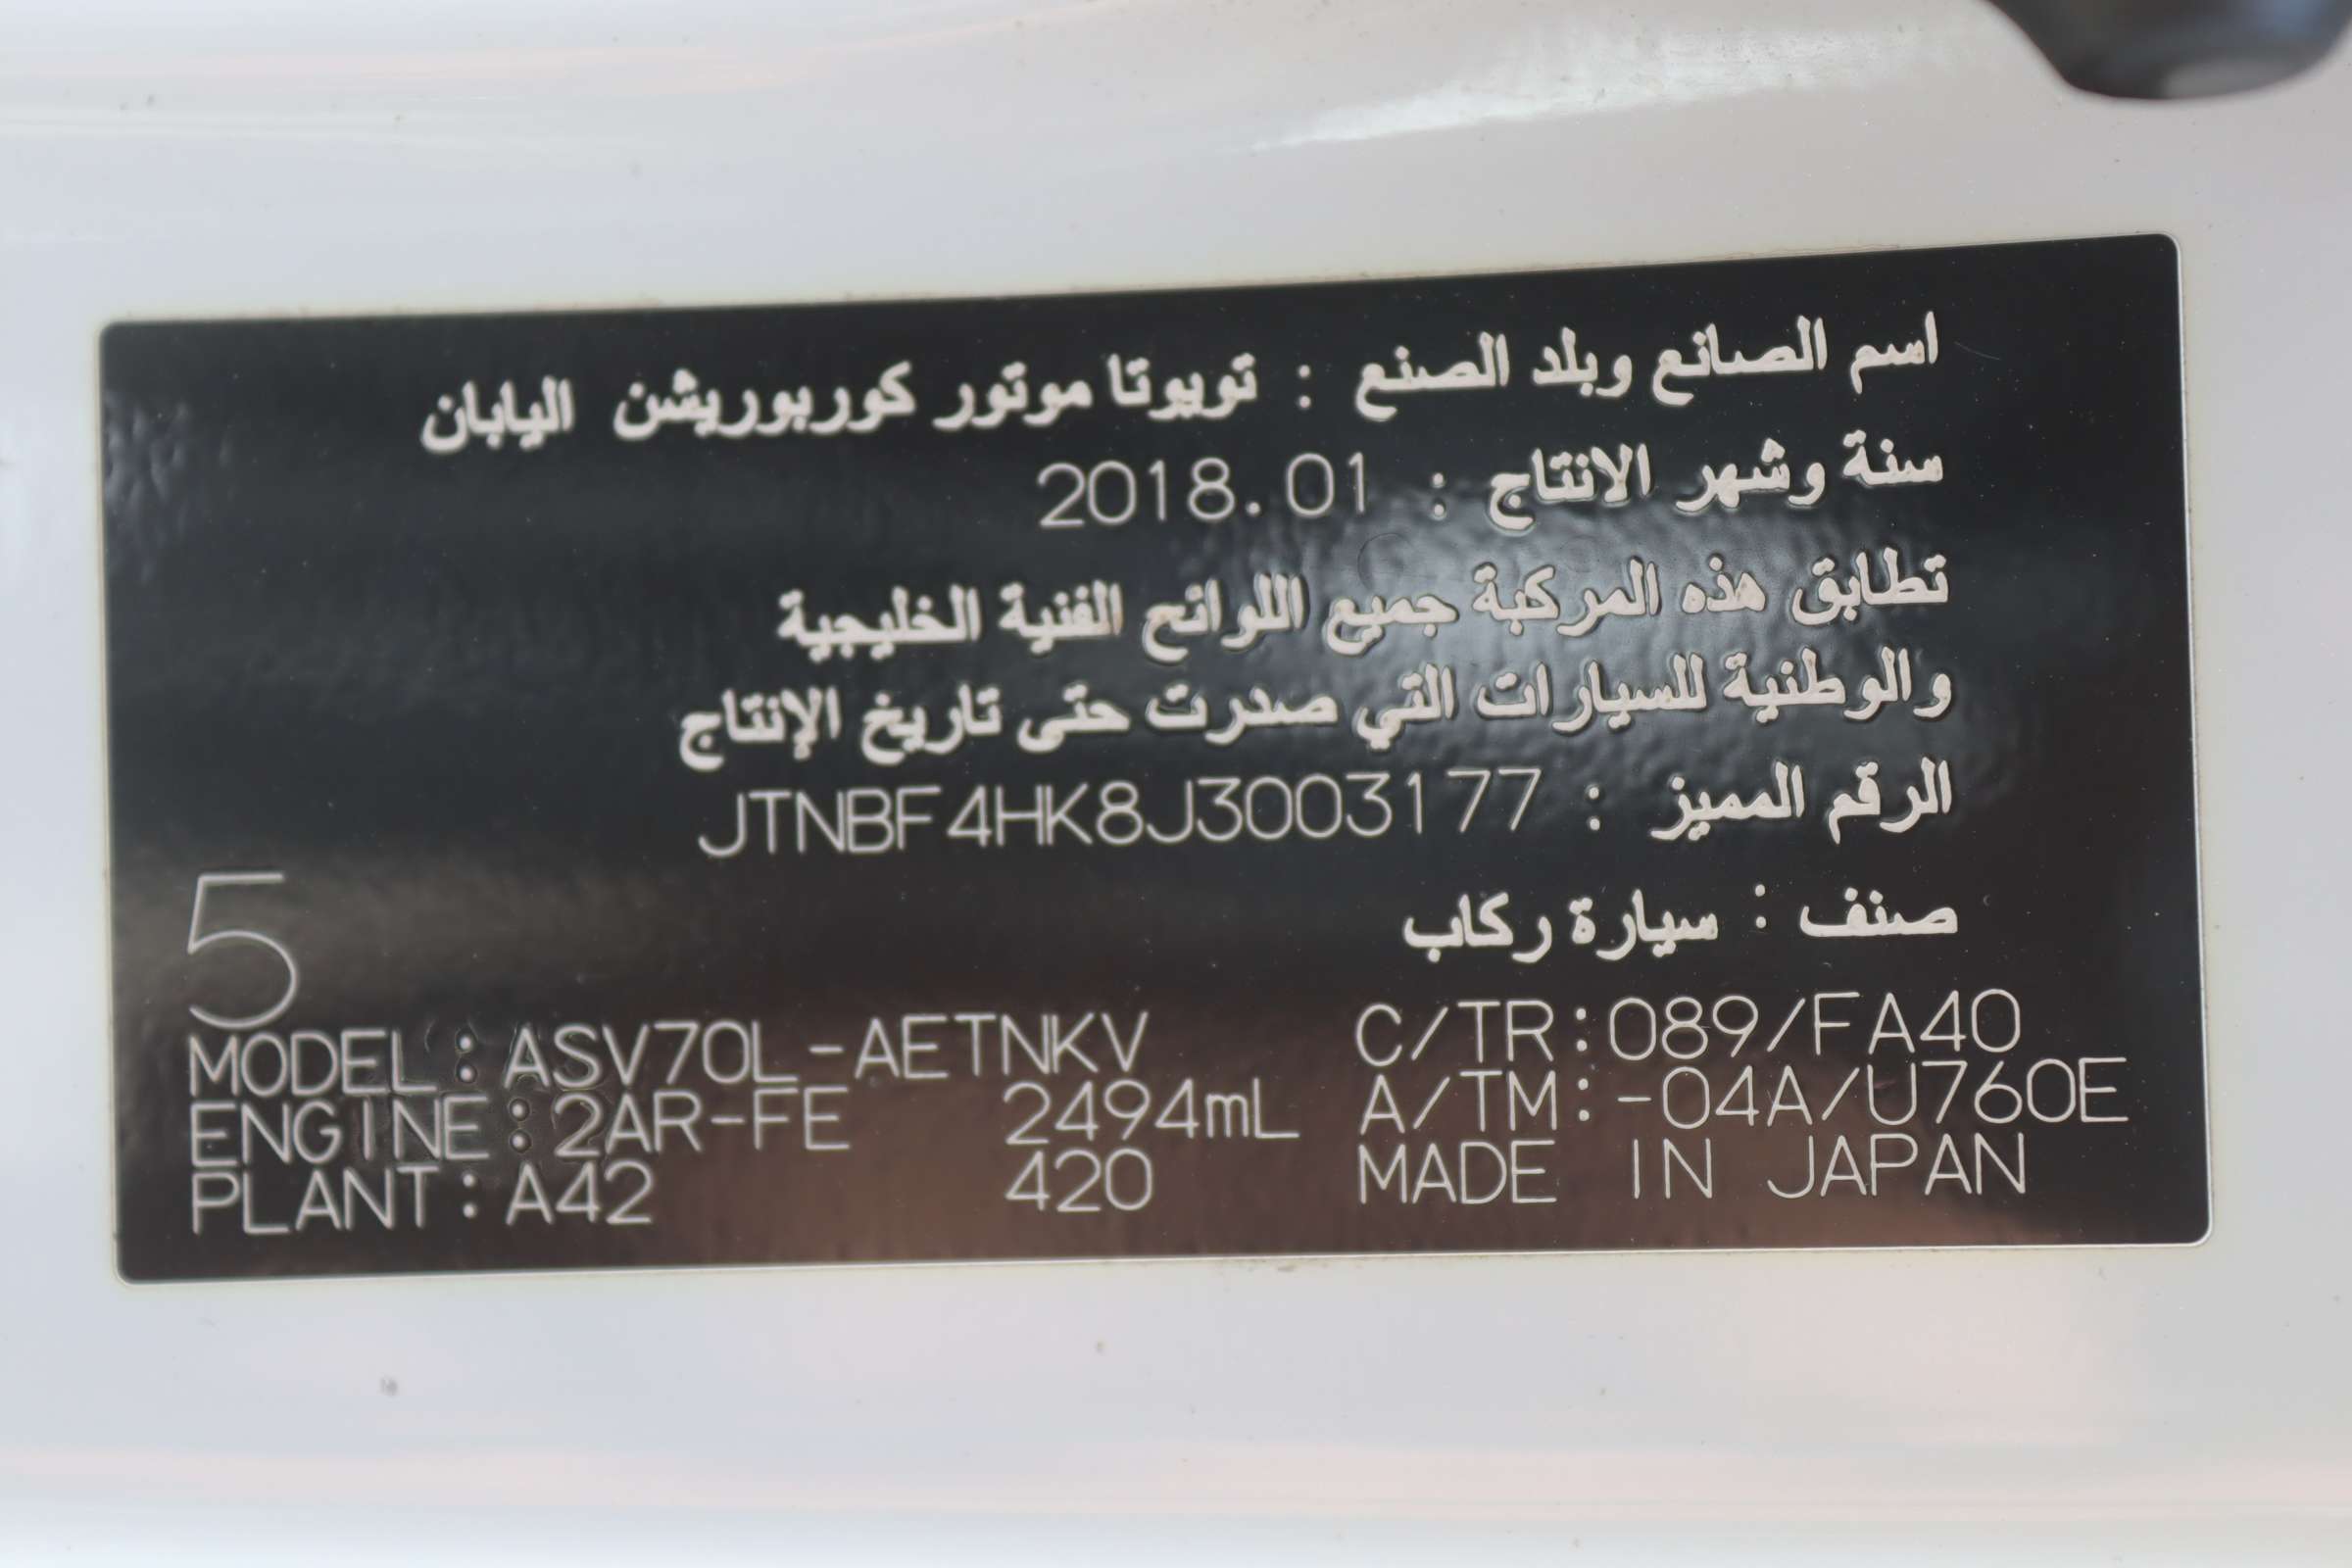 اسم الصانع وبلد الصنع : تويوتا موتور كوربوريشن اليابان
سنة وشهر الانتاج : 2018.01
تطابق هذه المركبة جميع اللوائح الفنية الخليجية
والوطنية للسيارات التي صدرت حتى تاريخ الإنتاج
الرقم المميز : JTNBF4HK8J3003177
صنف : سيارة ركاب
5
MODEL: ASV70L-AETNKV C/TR:089/FA40
ENGINE:2AR-FE 2494mL A/TM:-04A/U760E
PLANT: A42 420 MADE IN JAPAN